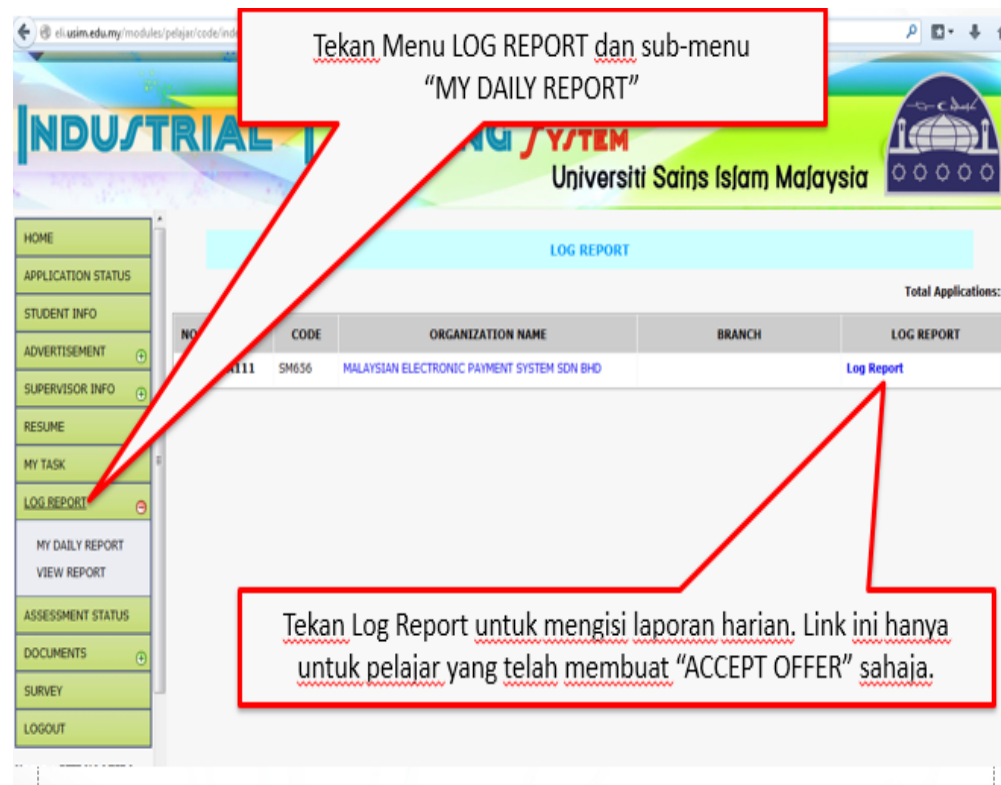 eli.usim.edu.my/modules/pelajar/code/inde
Tekan Menu LOG REPORT dan sub-menu
“MY DAILY REPORT”
INDUSTRIAL SYSTEM
Universiti Sains Islam Malaysia
HOME
APPLICATION STATUS
STUDENT INFO
ADVERTISEMENT
SUPERVISOR INFO
RESUME
MY TASK
LOG REPORT
MY DAILY REPORT
VIEW REPORT
ASSESSMENT STATUS
DOCUMENTS
SURVEY
LOGOUT
LOG REPORT
Total Applications:
NO CODE ORGANIZATION NAME BRANCH LOG REPORT
SM656 MALAYSIAN ELECTRONIC PAYMENT SYSTEM SDN BHD Log Report
Tekan Log Report untuk mengisi laporan harian. Link ini hanya
untuk pelajar yang telah membuat “ACCEPT OFFER” sahaja.